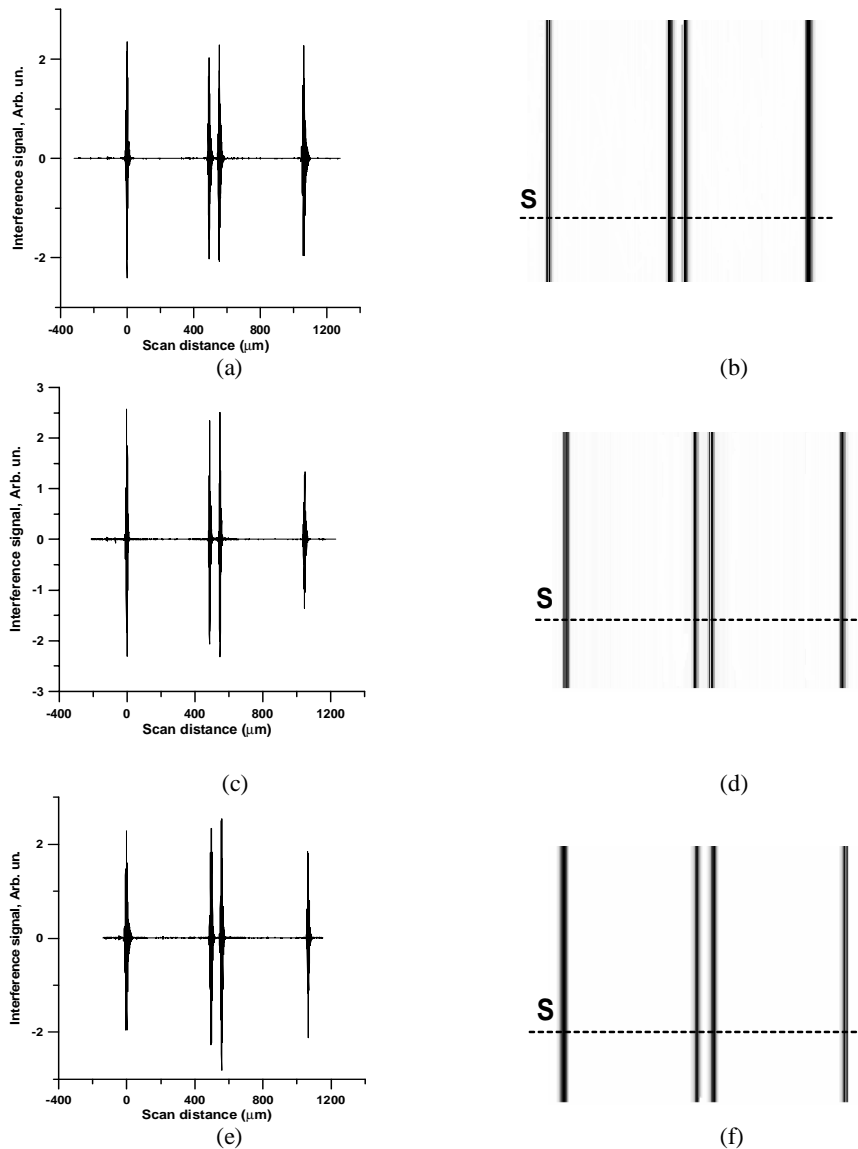 2
0
-2
Interference signal, Arb. un.
-400 0 400 800 1200
Scan distance (μm)
(a)
S
(b)
3
2
1
0
-1
-2
-3
Interference signal, Arb. un.
-400 0 400 800 1200
Scan distance (μm)
(c)
S
(d)
2
0
-2
Interference signal, Arb. un.
-400 0 400 800 1200
Scan distance (μm)
(e)
S
(f)